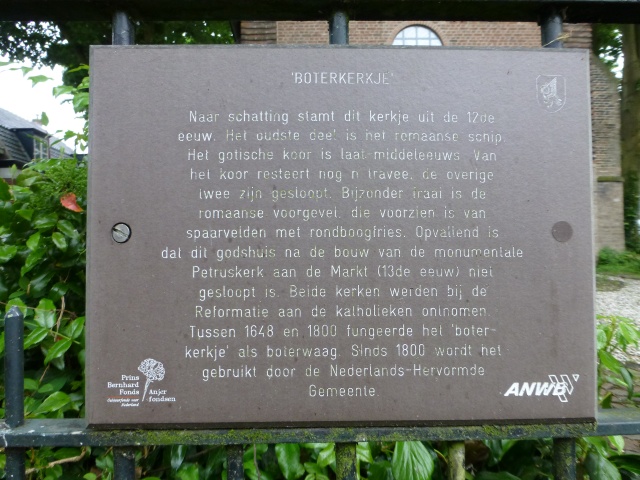 'BOTERKERKJE'
Naar schatting stamt dit kerkje uit de 12de
eeuw. Het oudste deel is het romaanse schip.
Het gotische koor is laat-middeleeuws. Van
het koor resteert nog 'n travee, de overige
twee zijn gesloopt. Bijzonder fraai is de
romaanse voorgevel, die voorzien is van
spaarvelden met rondboogfries. Opvallend is
dat dit godshuis na de bouw van de monumentale
Petruskerk aan de Markt (13de eeuw) niet
gesloopt is. Beide kerken werden bij de
Reformatie aan de katholieken ontnomen.
Tussen 1648 en 1800 fungeerde het 'boter-
kerkje' als boterwaag. Sinds 1800 wordt het
gebruikt door de Nederlands-Hervormde
Gemeente
Prins
Bernhard
Fonds
Anjer
fondsen
ANWB